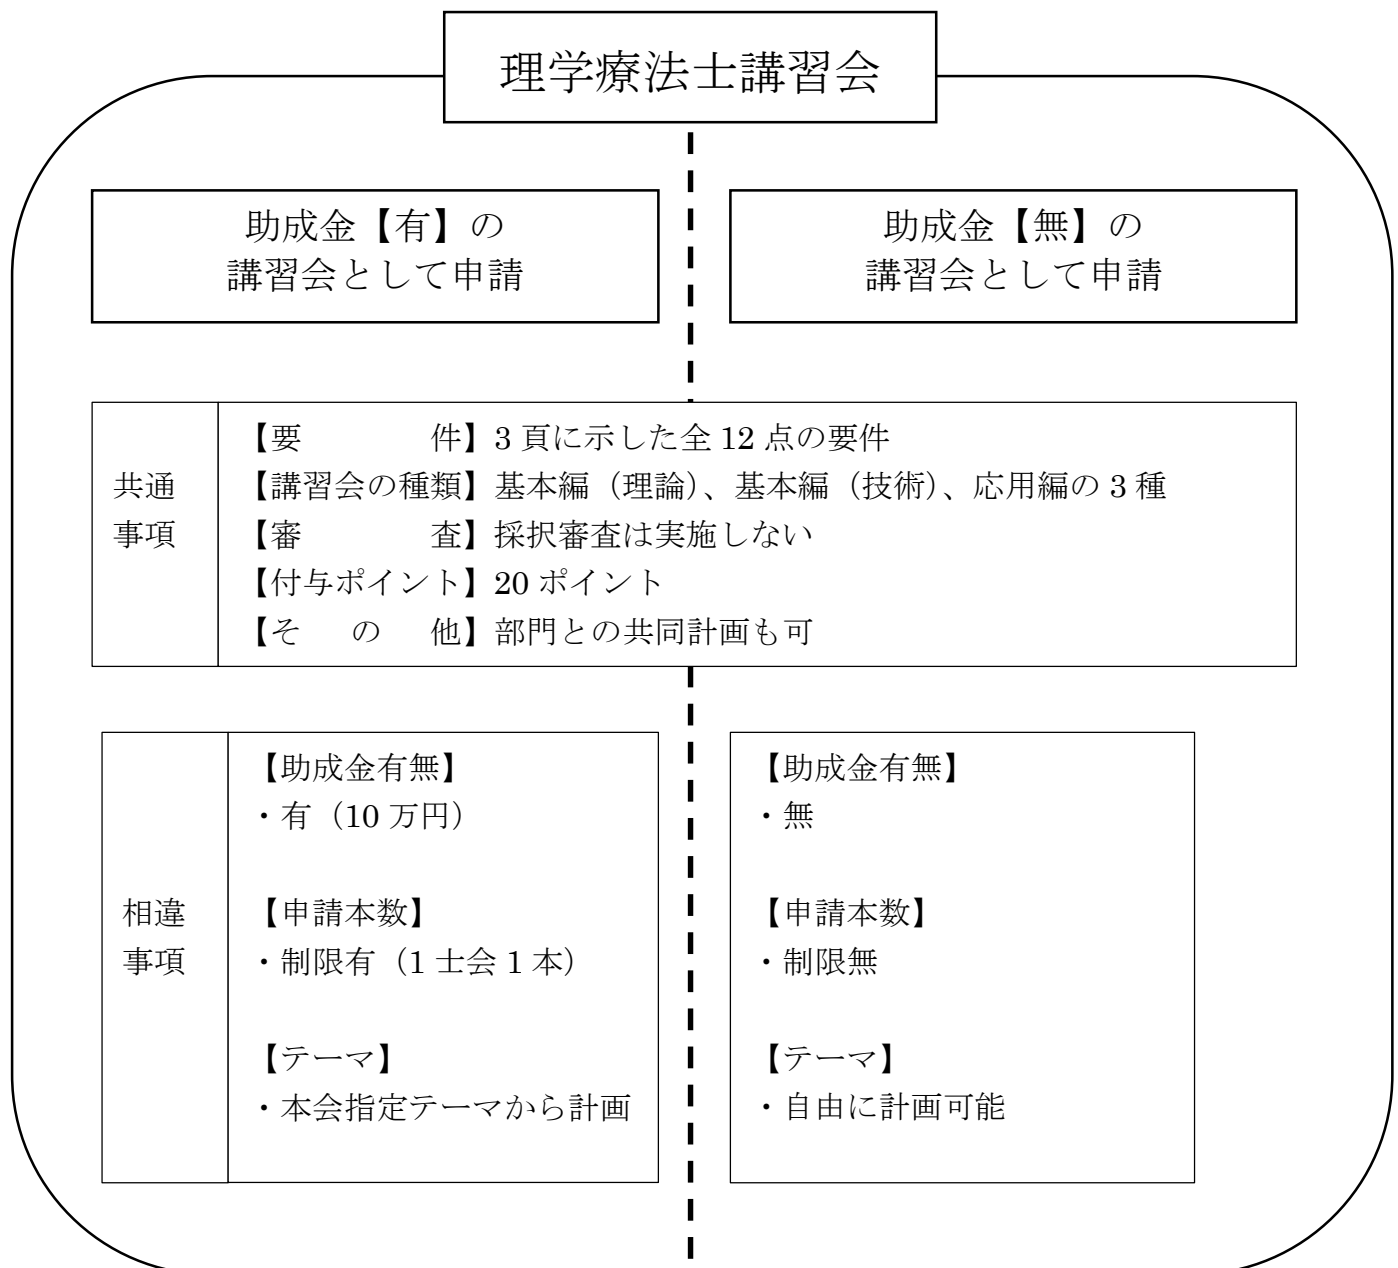 理学療法士講習会
助成金【有】の
講習会として申請
助成金【無】の
講習会として申請
共通
事項
【要 件】3 頁に示した全 12 点の要件
【講習会の種類】基本編（理論）、基本編（技術）、応用編の 3 種
【審 査】採択審査は実施しない
【付与ポイント】20 ポイント
【そ の 他】部門との共同計画も可
相違
事項
【助成金有無】
・有（10 万円）
【申請本数】
・制限有（1 士会 1 本）
【テーマ】
・本会指定テーマから計画
【助成金有無】
・無
【申請本数】
・制限無
【テーマ】
・自由に計画可能